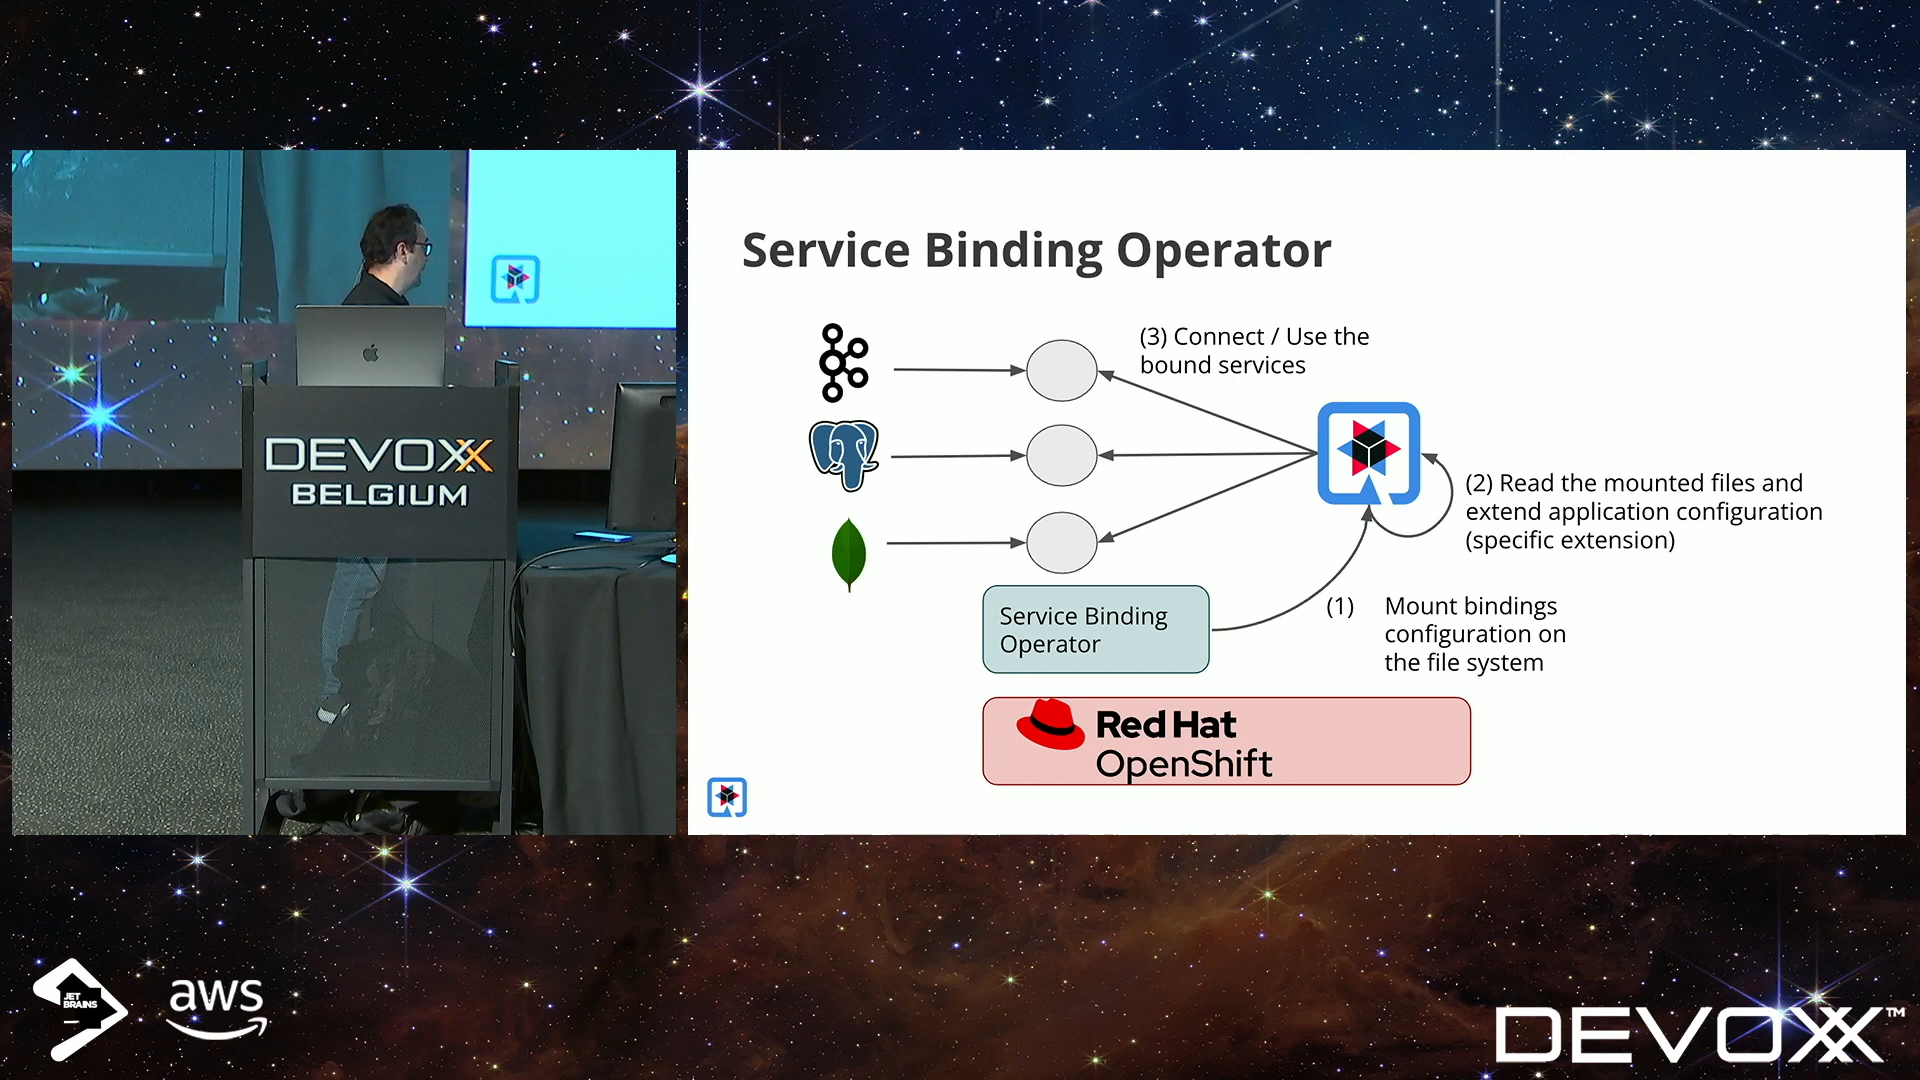 DEVOXX
BELGIUM
Service Binding Operator
(3) Connect / Use the
bound services
(2) Read the mounted files and
extend application configuration
(specific extension)
(1) Mount bindings
configuration on
the file system
Service Binding
Operator
Red Hat
OpenShift
JET
BRAINS
aws
DEVOXX™